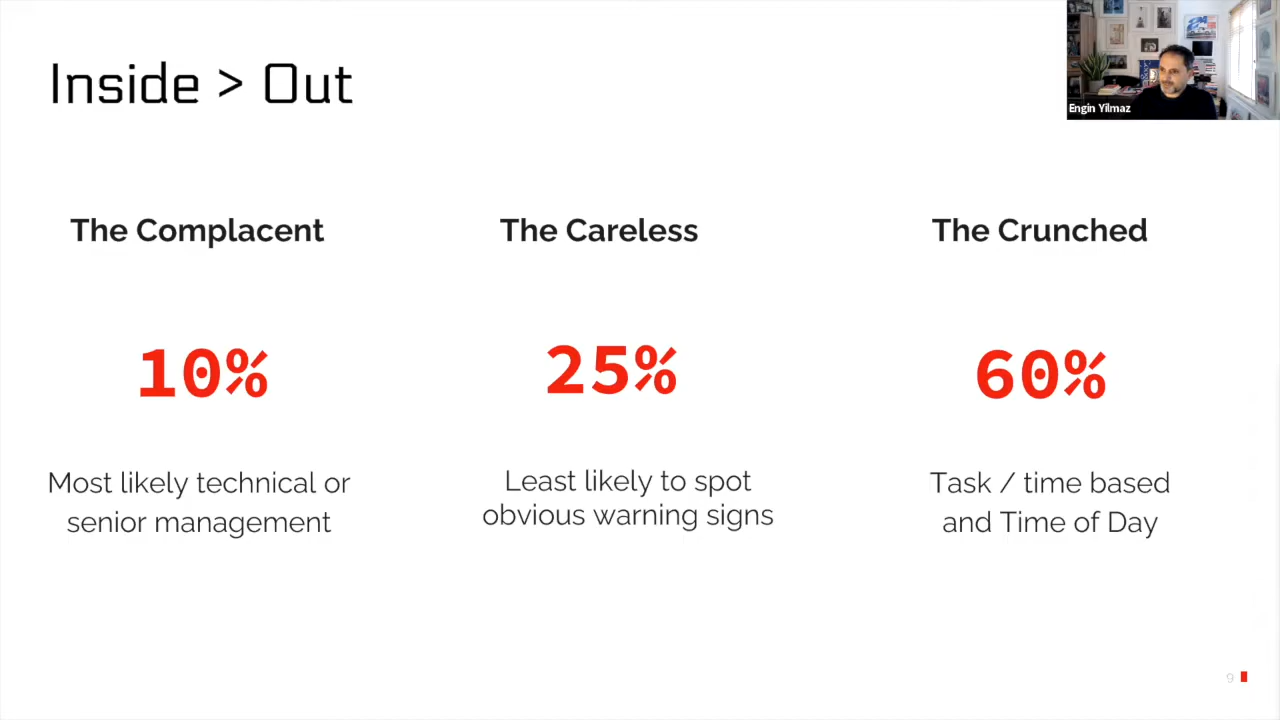 Inside > Out
Engin Yilmaz
The Complacent
The Careless
The Crunched
10%
25%
60%
Most likely technical or
senior management
Least likely to spot
obvious warning signs
Task / time based
and Time of Day
9